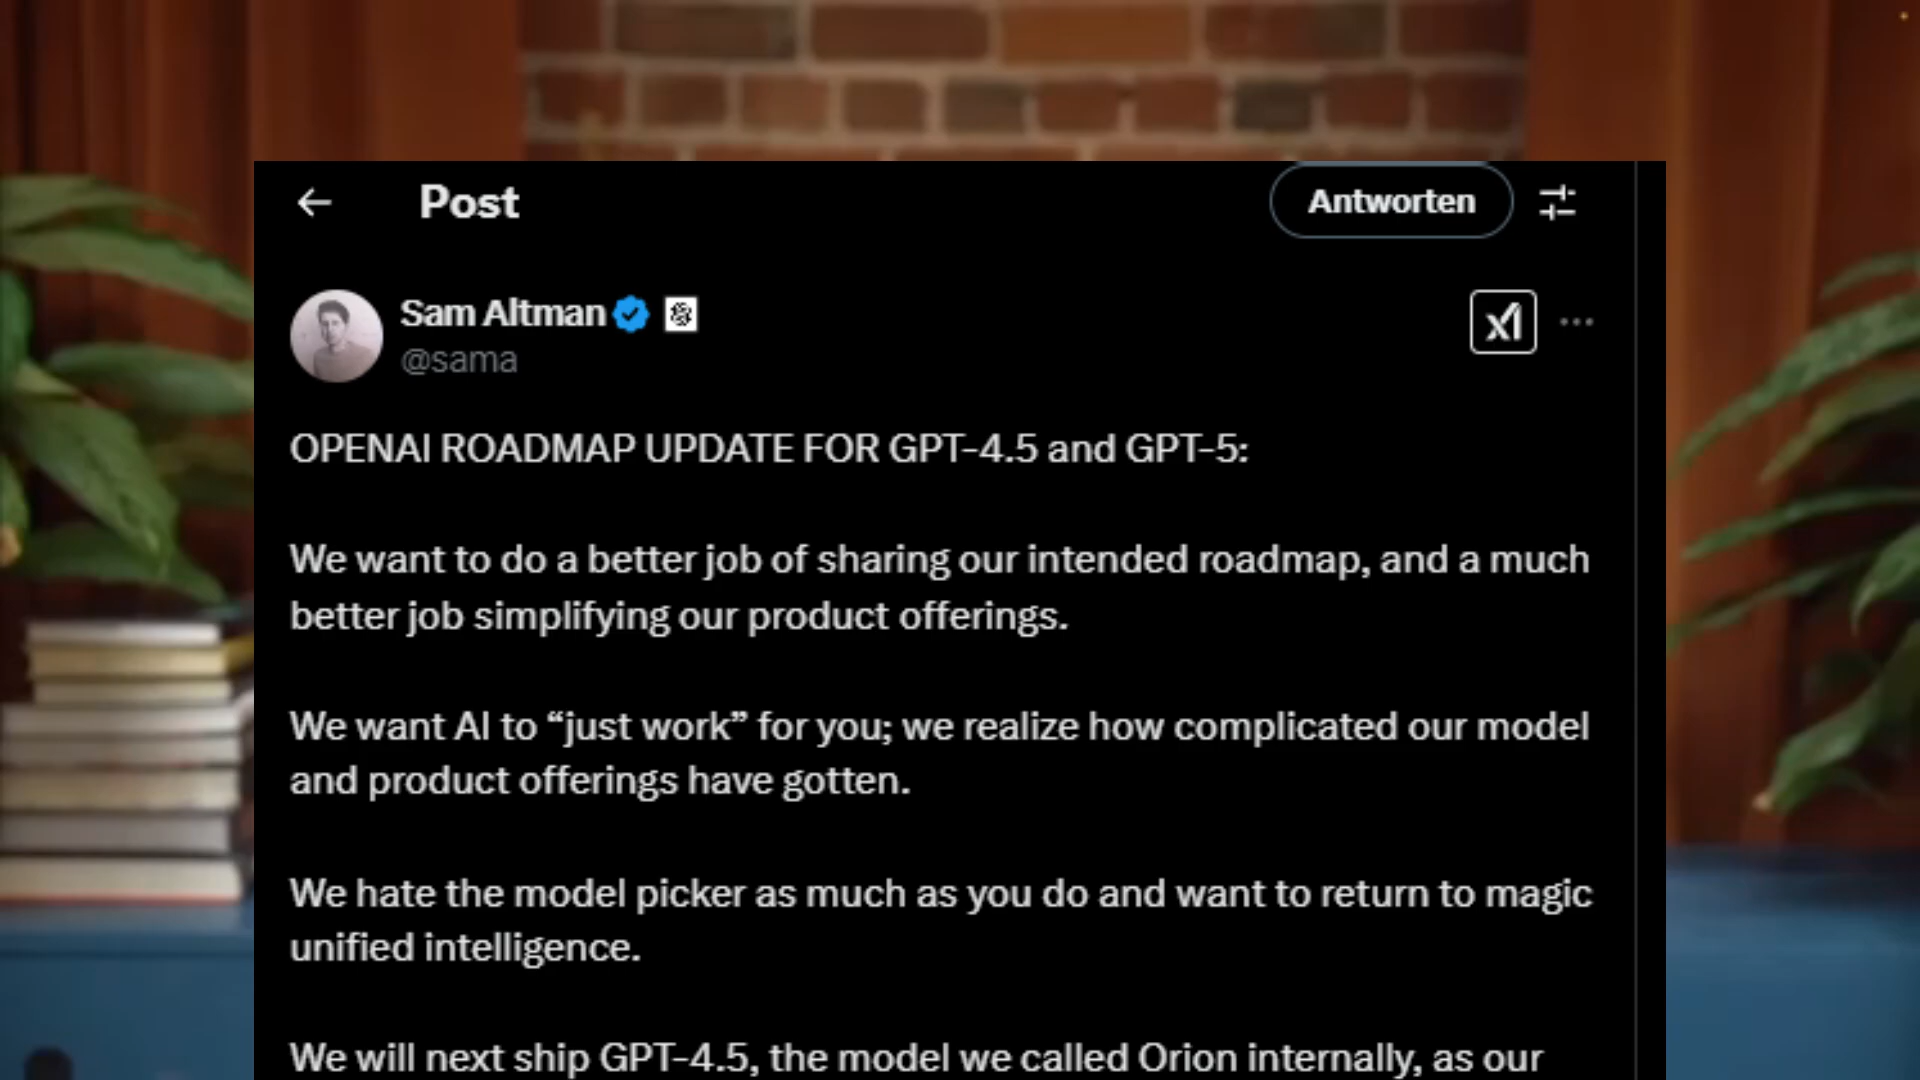 Post
Antworten
Sam Altman
@sama
OPENAI ROADMAP UPDATE FOR GPT-4.5 and GPT-5:
We want to do a better job of sharing our intended roadmap, and a much
better job simplifying our product offerings.
We want AI to “just work” for you; we realize how complicated our model
and product offerings have gotten.
We hate the model picker as much as you do and want to return to magic
unified intelligence.
We will next ship GPT-4.5, the model we called Orion internally, as our